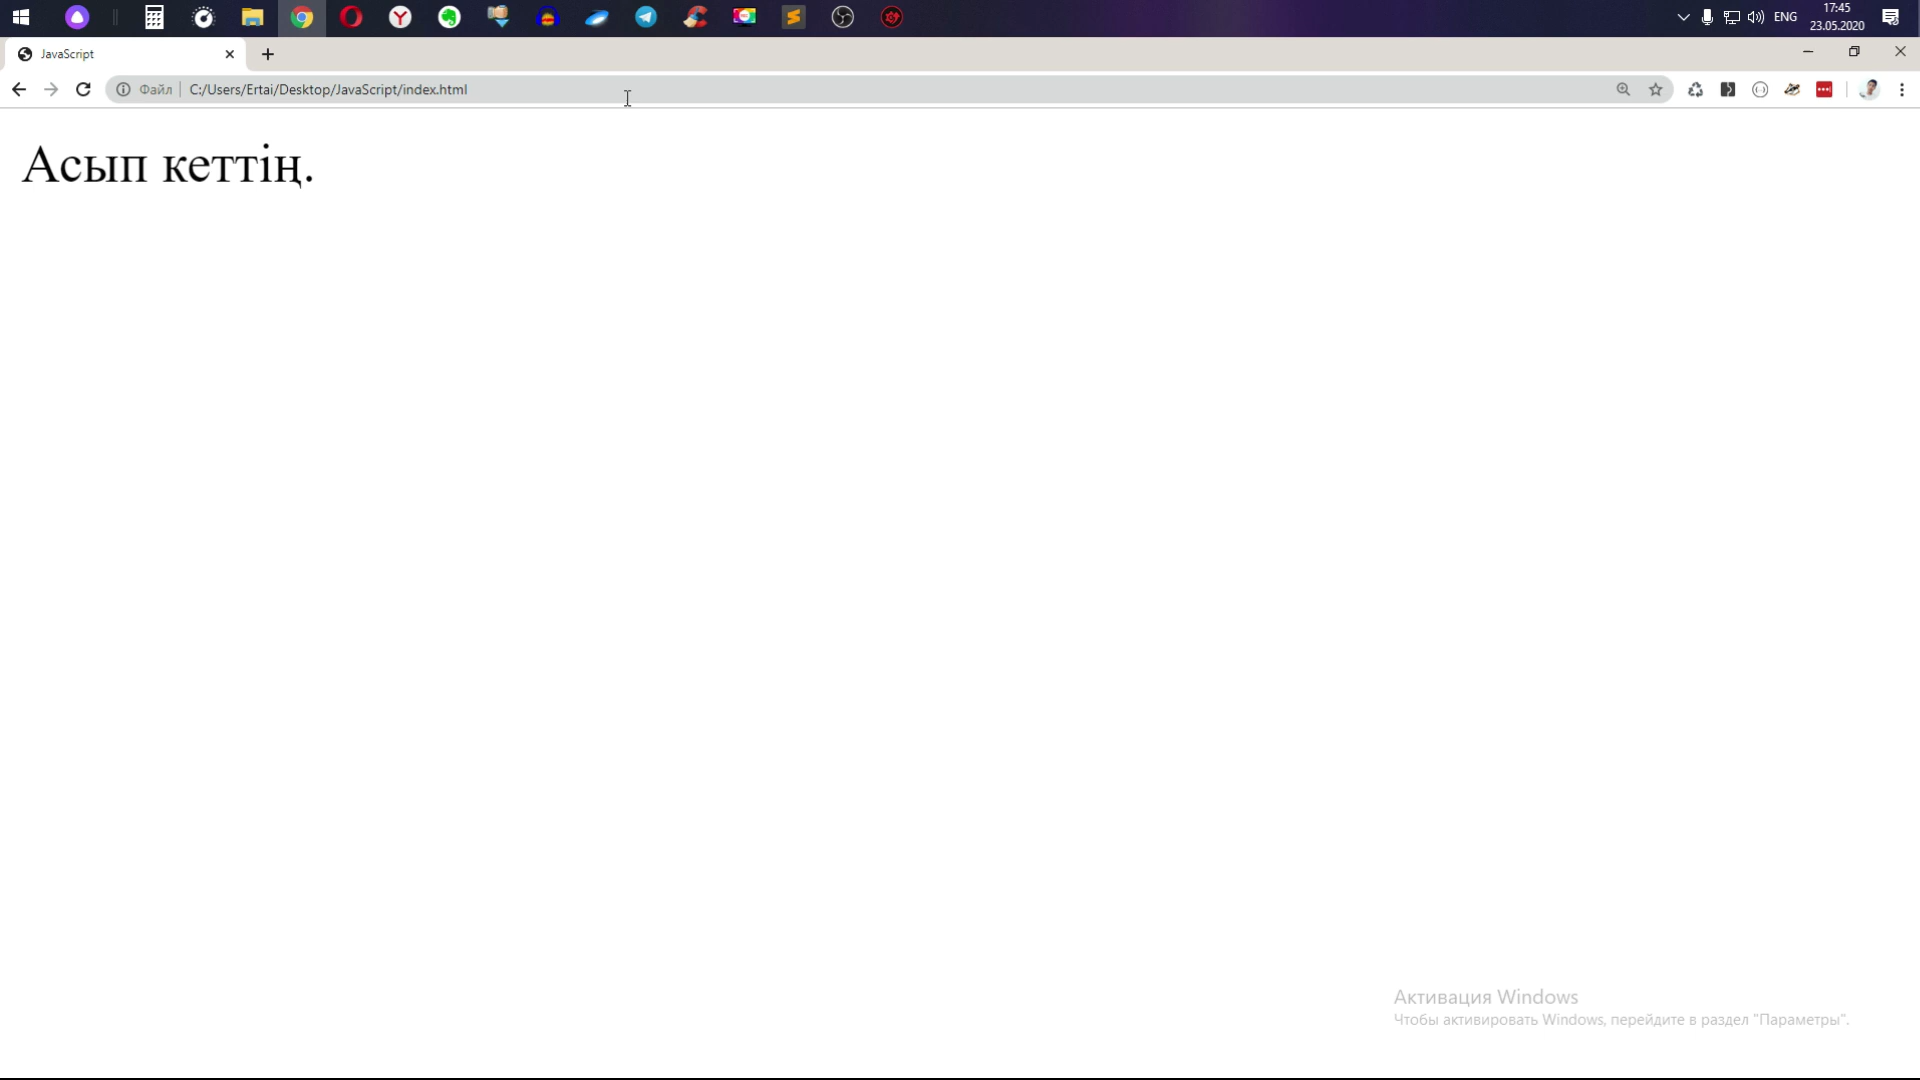 17:45
ENG
23.05.2020
JavaScript
Файл
C:/Users/Ertai/Desktop/JavaScript/index.html
Асып кеттің.
Активация Windows
Чтобы активировать Windows, перейдите в раздел "Параметры".